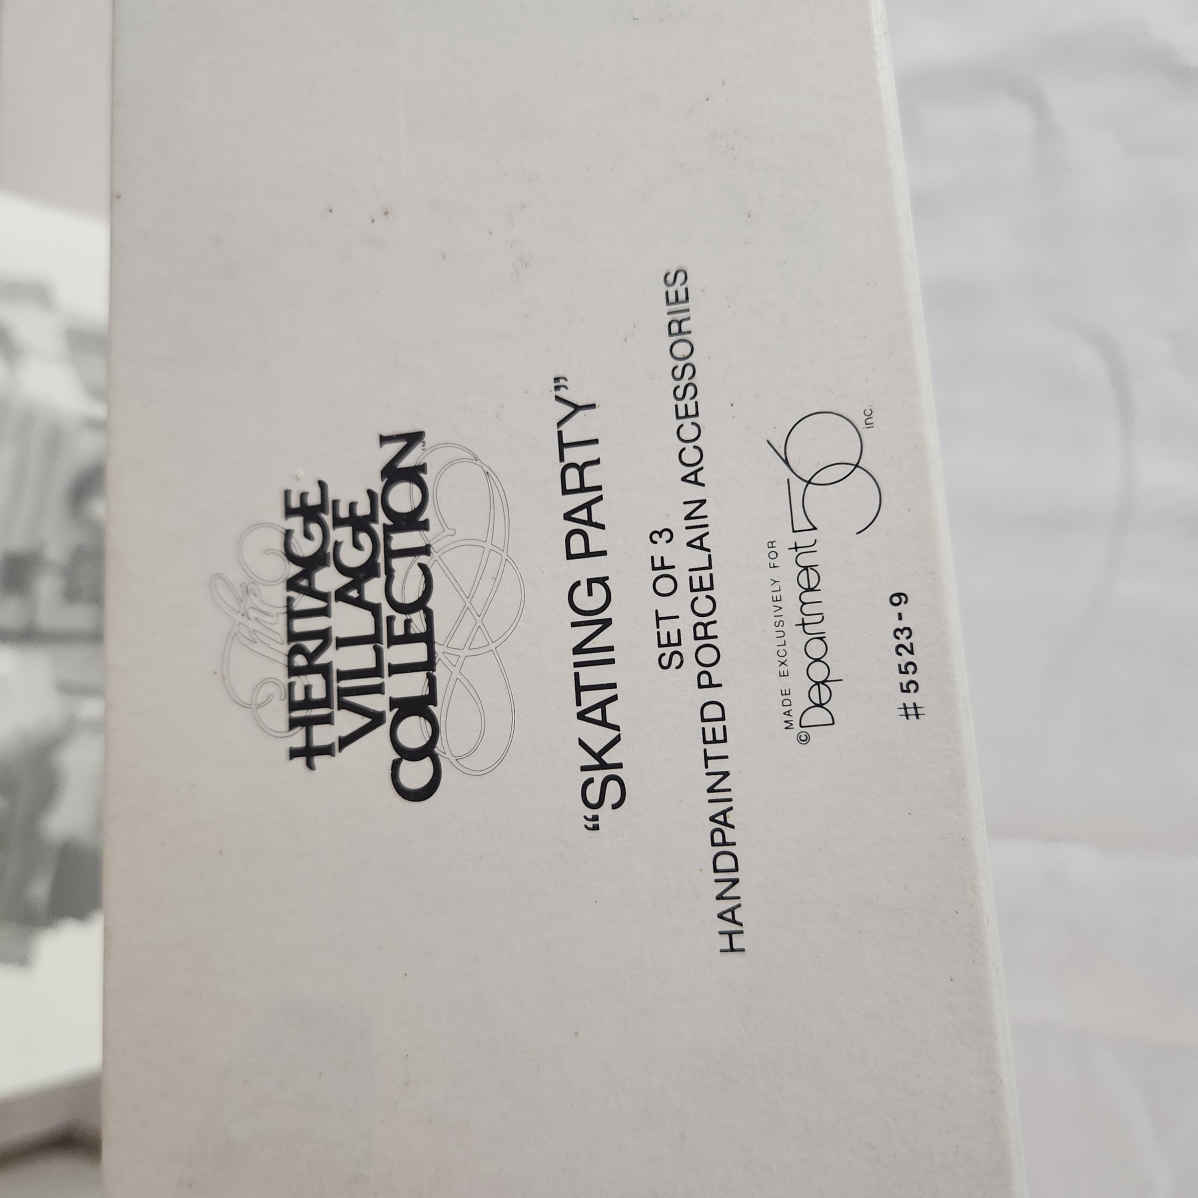 The
HERITAGE
VILLAGE
COLLECTION
“SKATING PARTY”
SET OF 3
HANDPAINTED PORCELAIN ACCESSORIES
MADE EXCLUSIVELY FOR
© Department 56 inc.
#5523-9